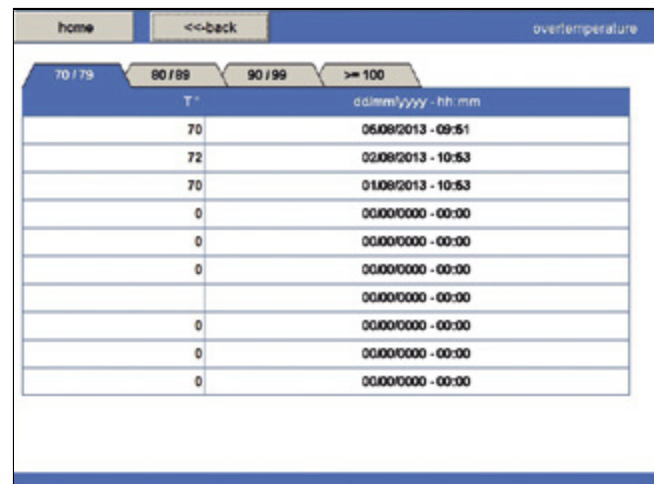 home <<-back overtemperature
70 / 79 80 / 89 90 / 99 >= 100
T° dd/mm/yyyy - hh:mm
70 05/08/2013 - 09:51
72 02/08/2013 - 10:53
70 01/08/2013 - 10:53
0 00/00/0000 - 00:00
0 00/00/0000 - 00:00
0 00/00/0000 - 00:00
00/00/0000 - 00:00
0 00/00/0000 - 00:00
0 00/00/0000 - 00:00
0 00/00/0000 - 00:00